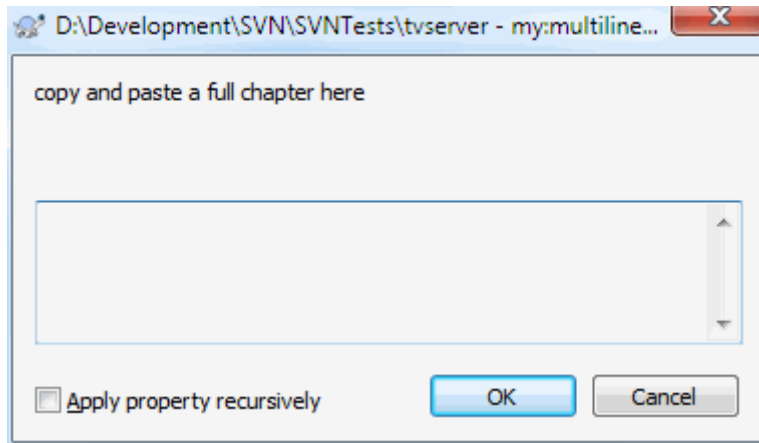 D:\Development\SVN\SVNTests\tvserver - my:multiline...
copy and paste a full chapter here
Apply property recursively
OK
Cancel